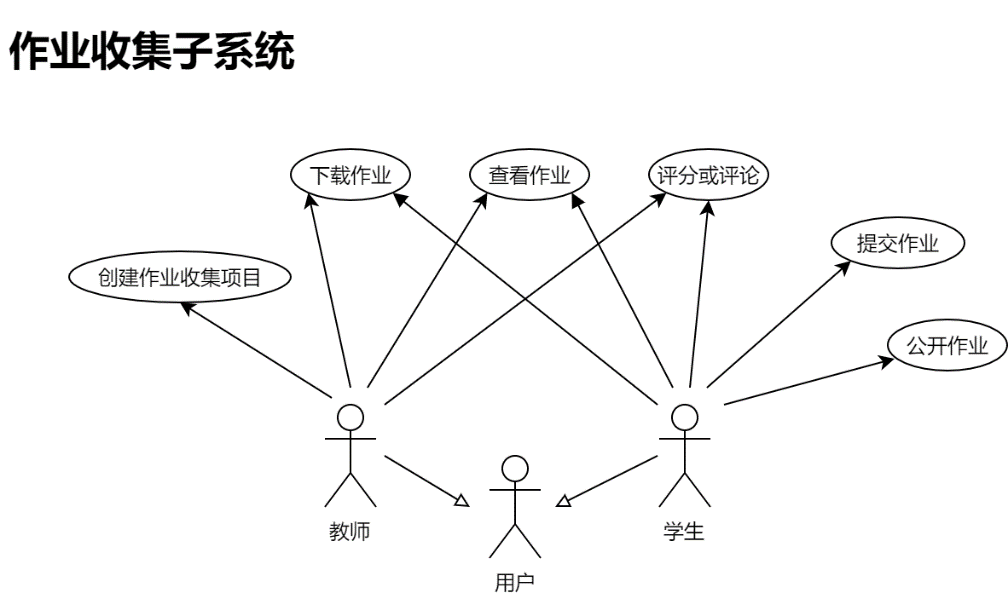 作业收集子系统
下载作业
查看作业
评分或评论
提交作业
创建作业收集项目
公开作业
教师
学生
用户